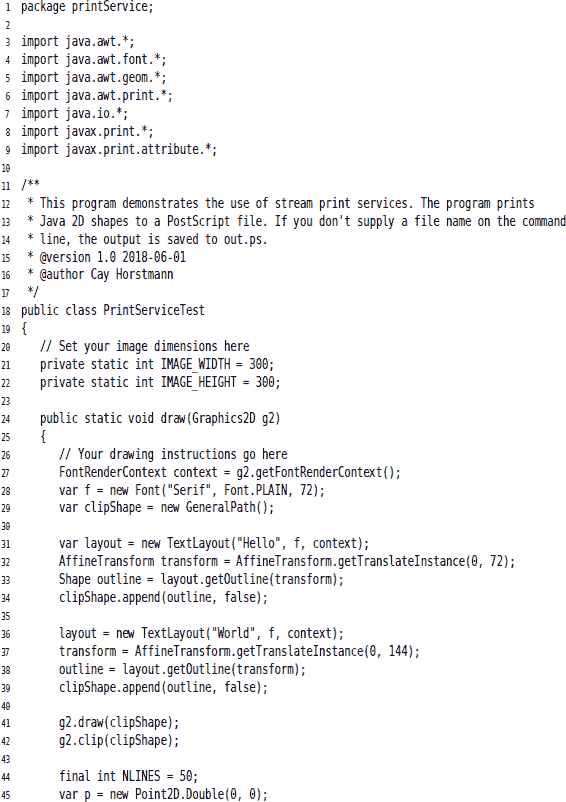 1 package printService;
2
3 import java.awt.*;
4 import java.awt.font.*;
5 import java.awt.geom.*;
6 import java.awt.print.*;
7 import java.io.*;
8 import javax.print.*;
9 import javax.print.attribute.*;
10
11 /**
12  * This program demonstrates the use of stream print services. The program prints
13  * Java 2D shapes to a PostScript file. If you don't supply a file name on the command
14  * line, the output is saved to out.ps.
15  * @version 1.0 2018-06-01
16  * @author Cay Horstmann
17  */
18 public class PrintServiceTest
19 {
20    // Set your image dimensions here
21    private static int IMAGE_WIDTH = 300;
22    private static int IMAGE_HEIGHT = 300;
23
24    public static void draw(Graphics2D g2)
25    {
26       // Your drawing instructions go here
27       FontRenderContext context = g2.getFontRenderContext();
28       var f = new Font("Serif", Font.PLAIN, 72);
29       var clipShape = new GeneralPath();
30
31       var layout = new TextLayout("Hello", f, context);
32       AffineTransform transform = AffineTransform.getTranslateInstance(0, 72);
33       Shape outline = layout.getOutline(transform);
34       clipShape.append(outline, false);
35
36       layout = new TextLayout("World", f, context);
37       transform = AffineTransform.getTranslateInstance(0, 144);
38       outline = layout.getOutline(transform);
39       clipShape.append(outline, false);
40
41       g2.draw(clipShape);
42       g2.clip(clipShape);
43
44       final int NLINES = 50;
45       var p = new Point2D.Double(0, 0);